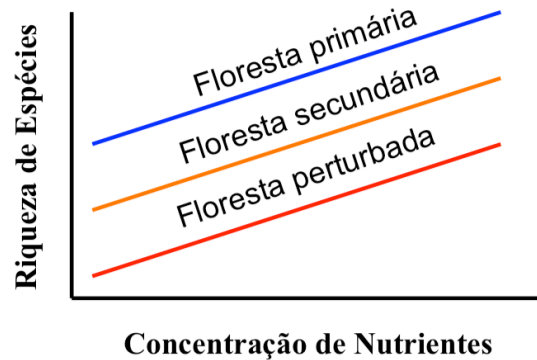 Riqueza de Espécies
Floresta primária
Floresta secundária
Floresta perturbada
Concentração de Nutrientes